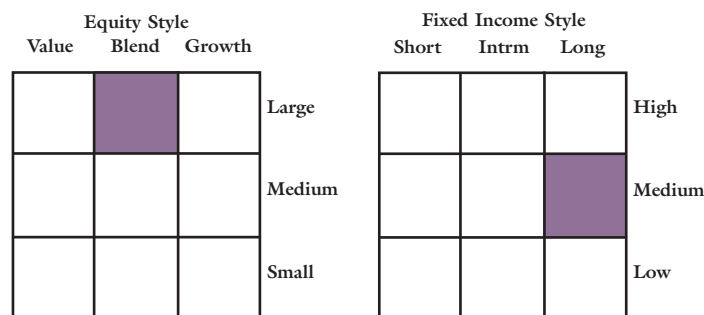 Equity Style
Value Blend Growth
Large
Medium
Small
Fixed Income Style
Short Intrm Long
High
Medium
Low